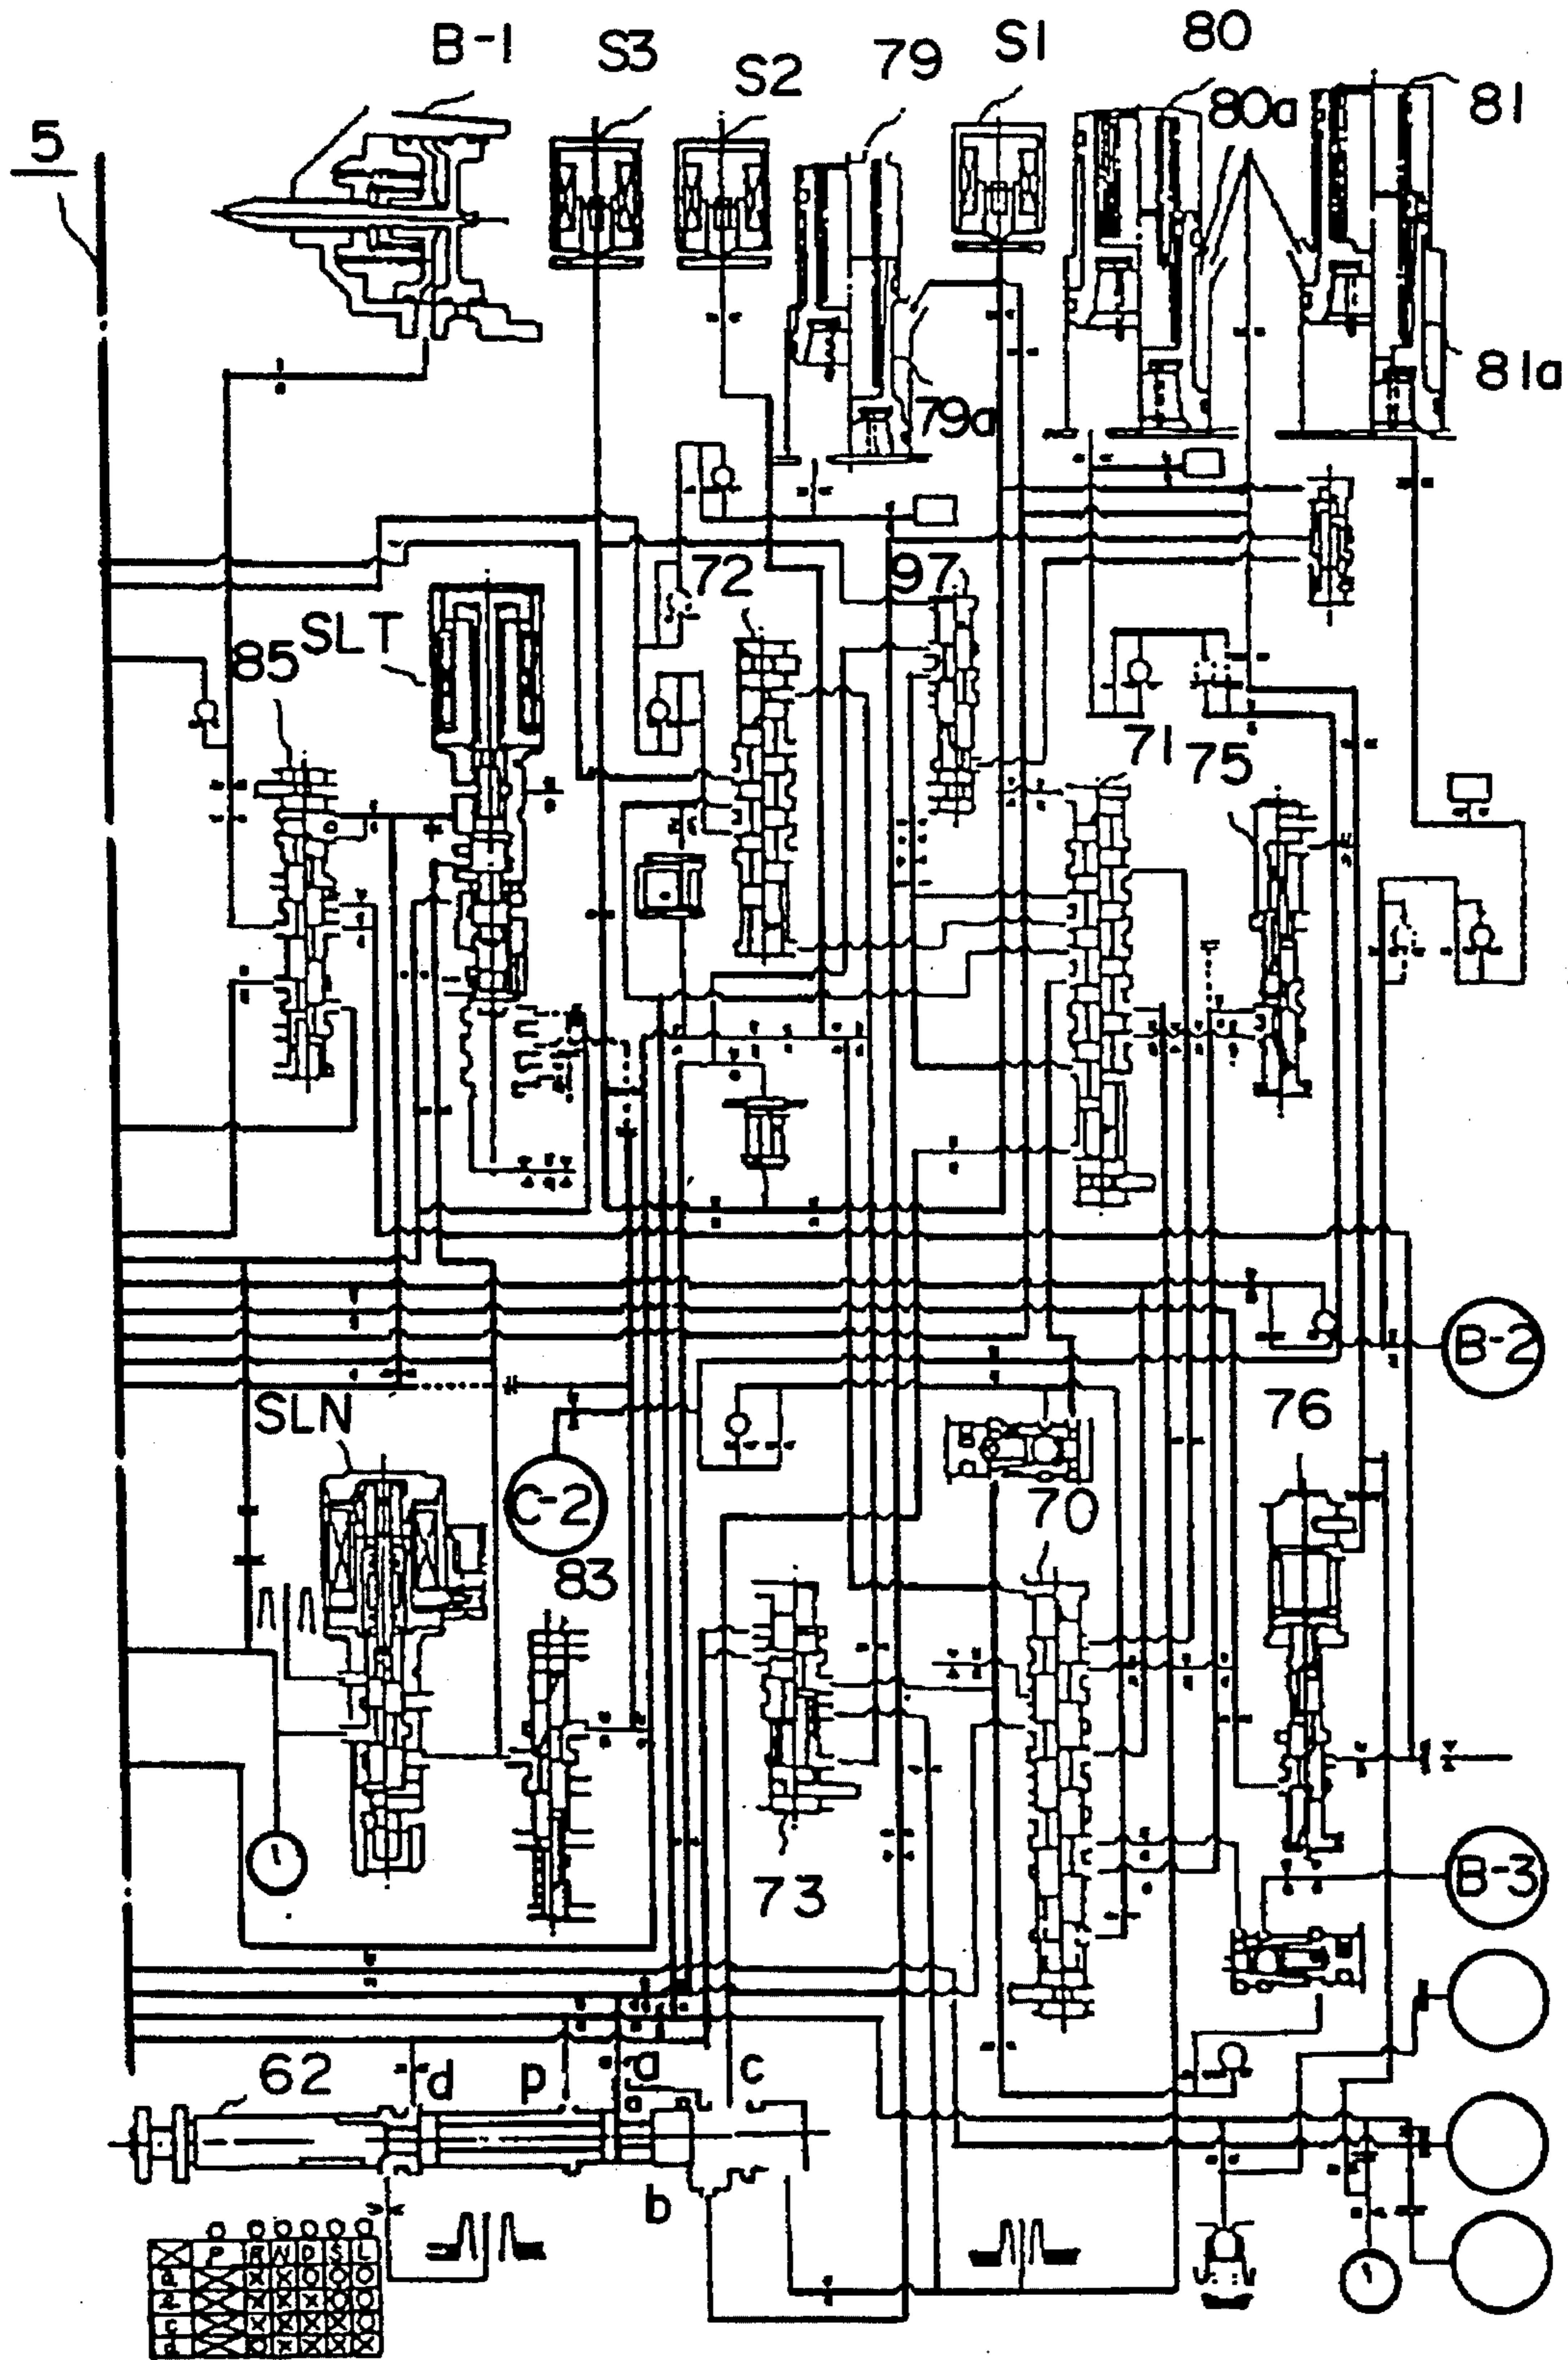 B-1
S3
S2
79
S1
80
80a
81
5
81a
79a
72
97
SLT
85
71
75
B-2
SLN
76
C-2
70
83
73
B-3
62
d
p
a
c
b
P R N D S L
a X X O O O
X X X O O
c X X X X O
d O X X X X